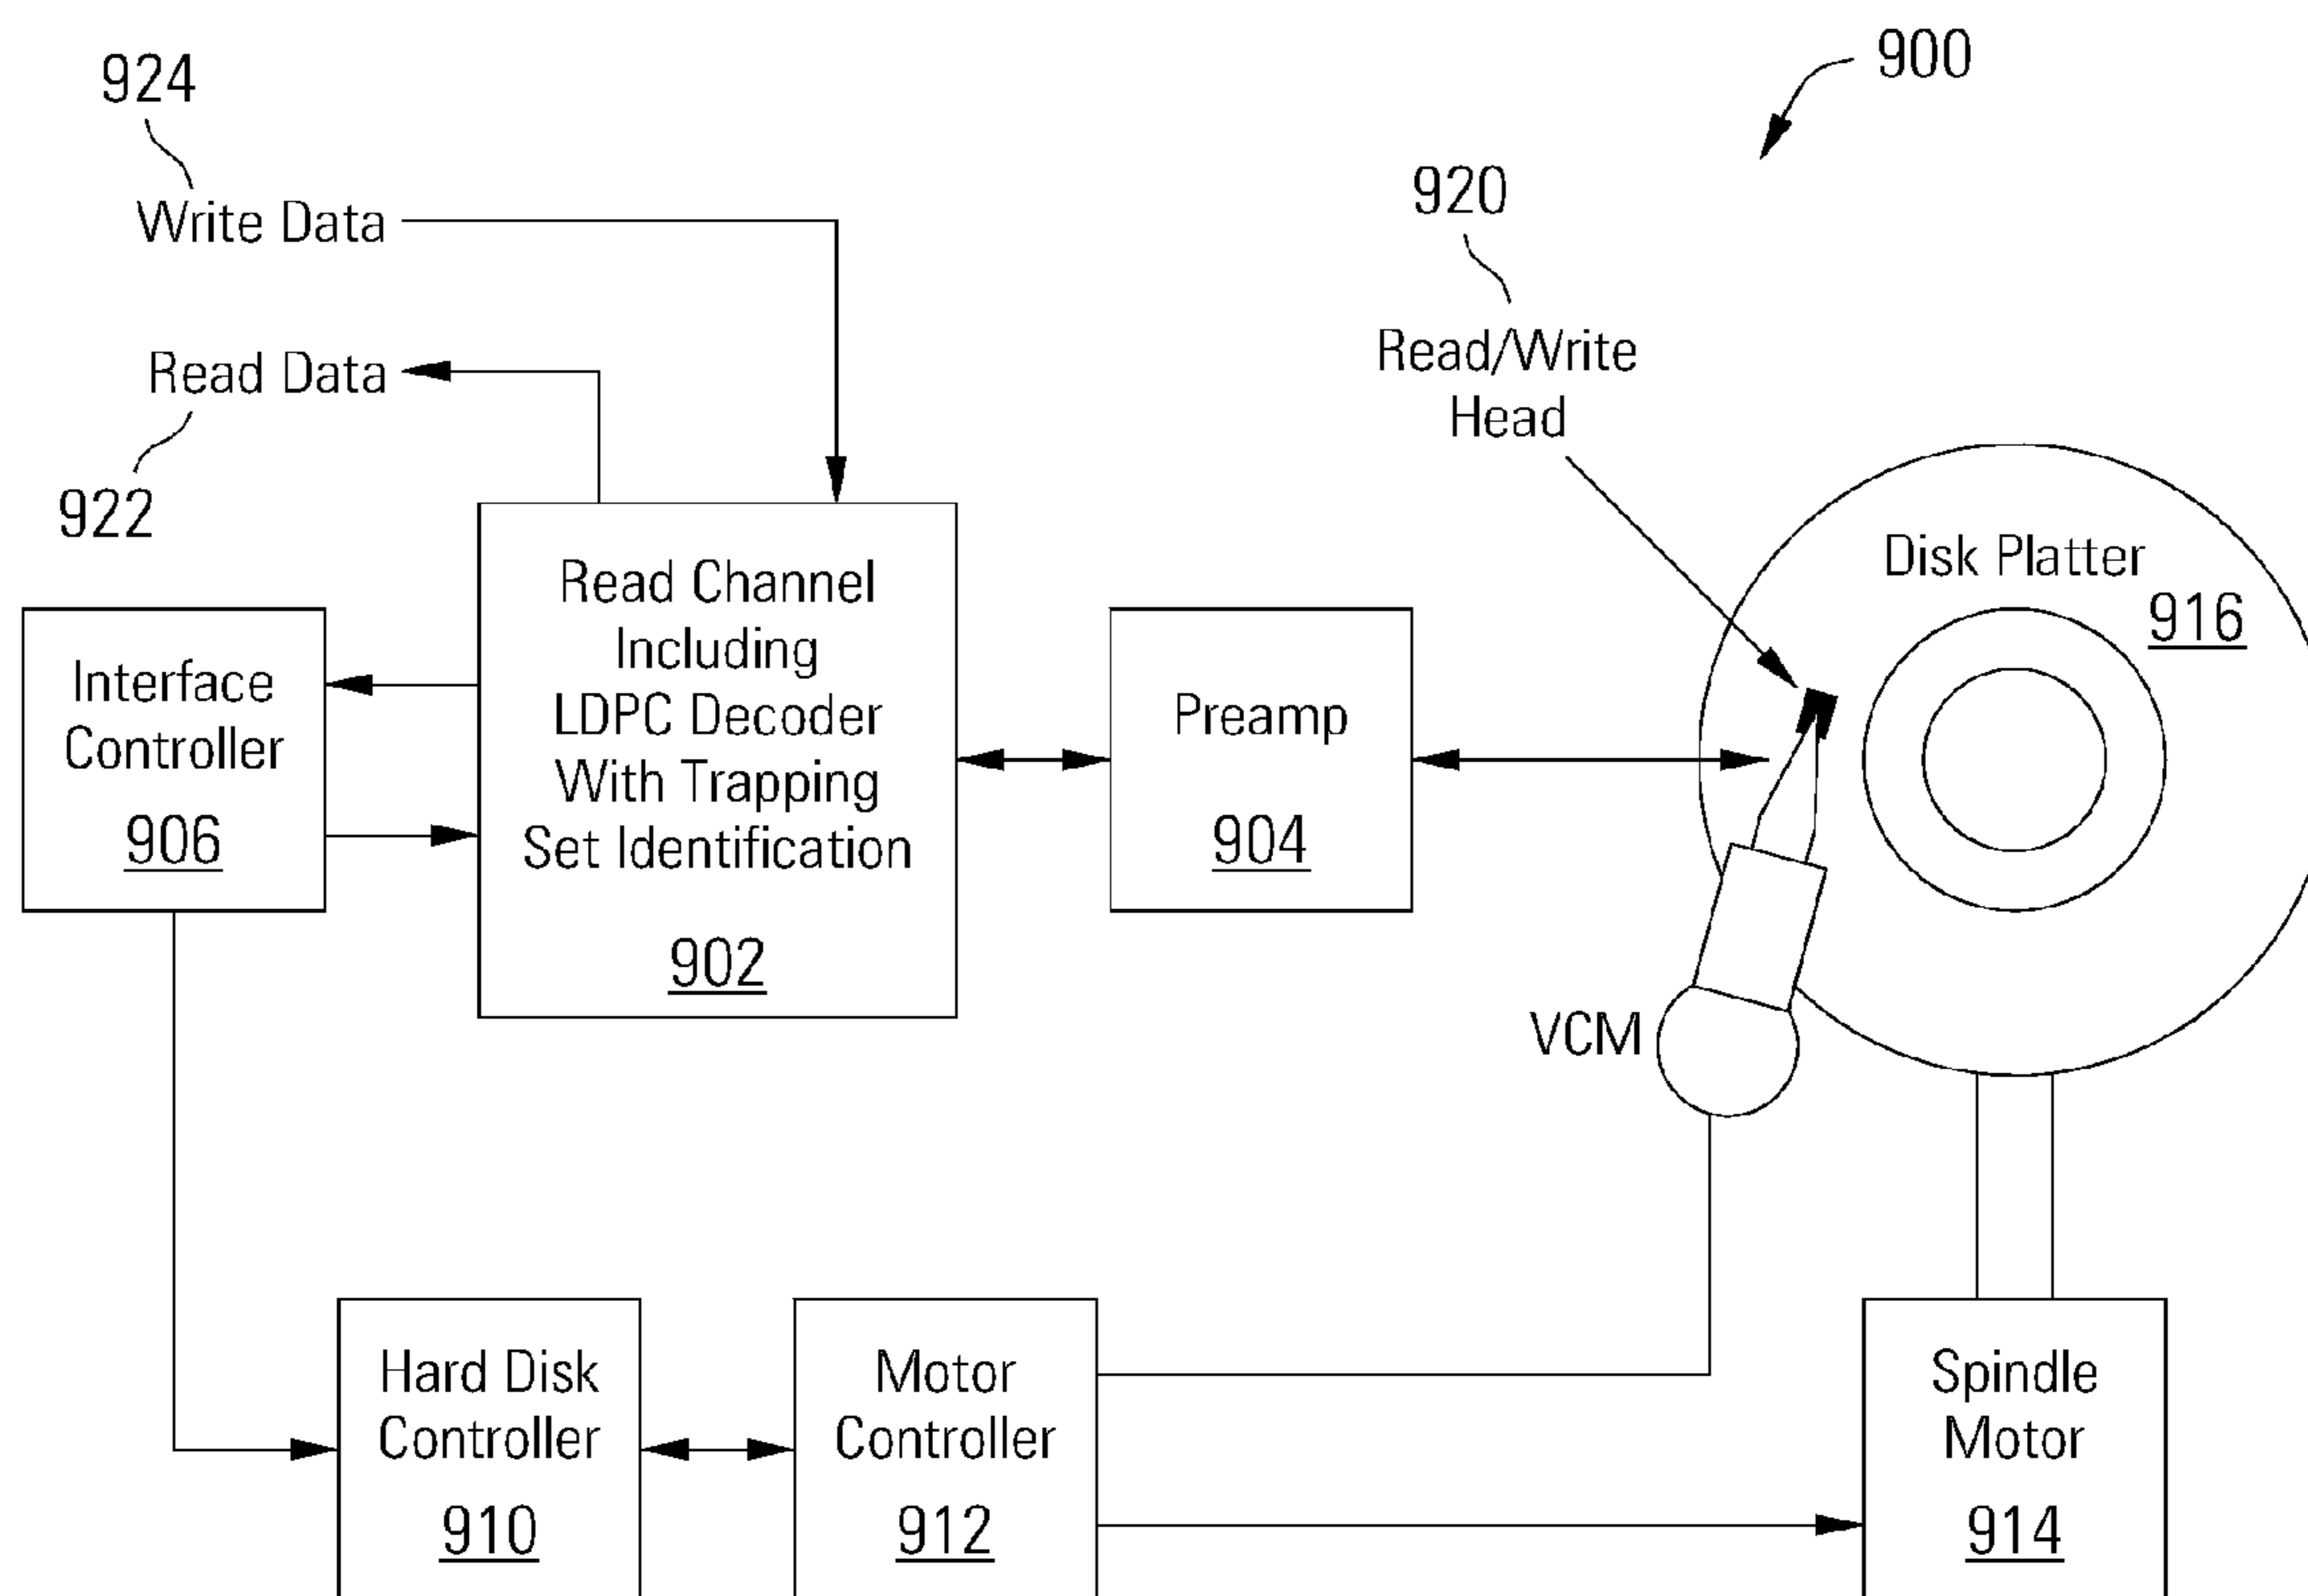 900
924
Write Data
920
Read/Write
Head
Read Data
922
Disk Platter
916
Read Channel
Including
LDPC Decoder
With Trapping
Set Identification
902
Interface
Controller
906
Preamp
904
VCM
Hard Disk
Controller
910
Motor
Controller
912
Spindle
Motor
914